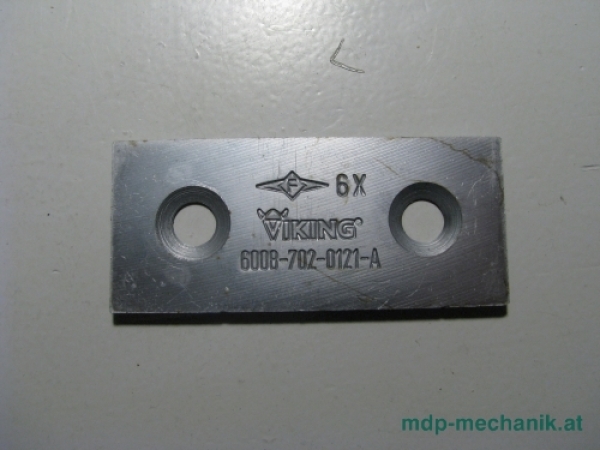 F 6X
VIKING®
6008-702-0121-A
mdp-mechanik.at